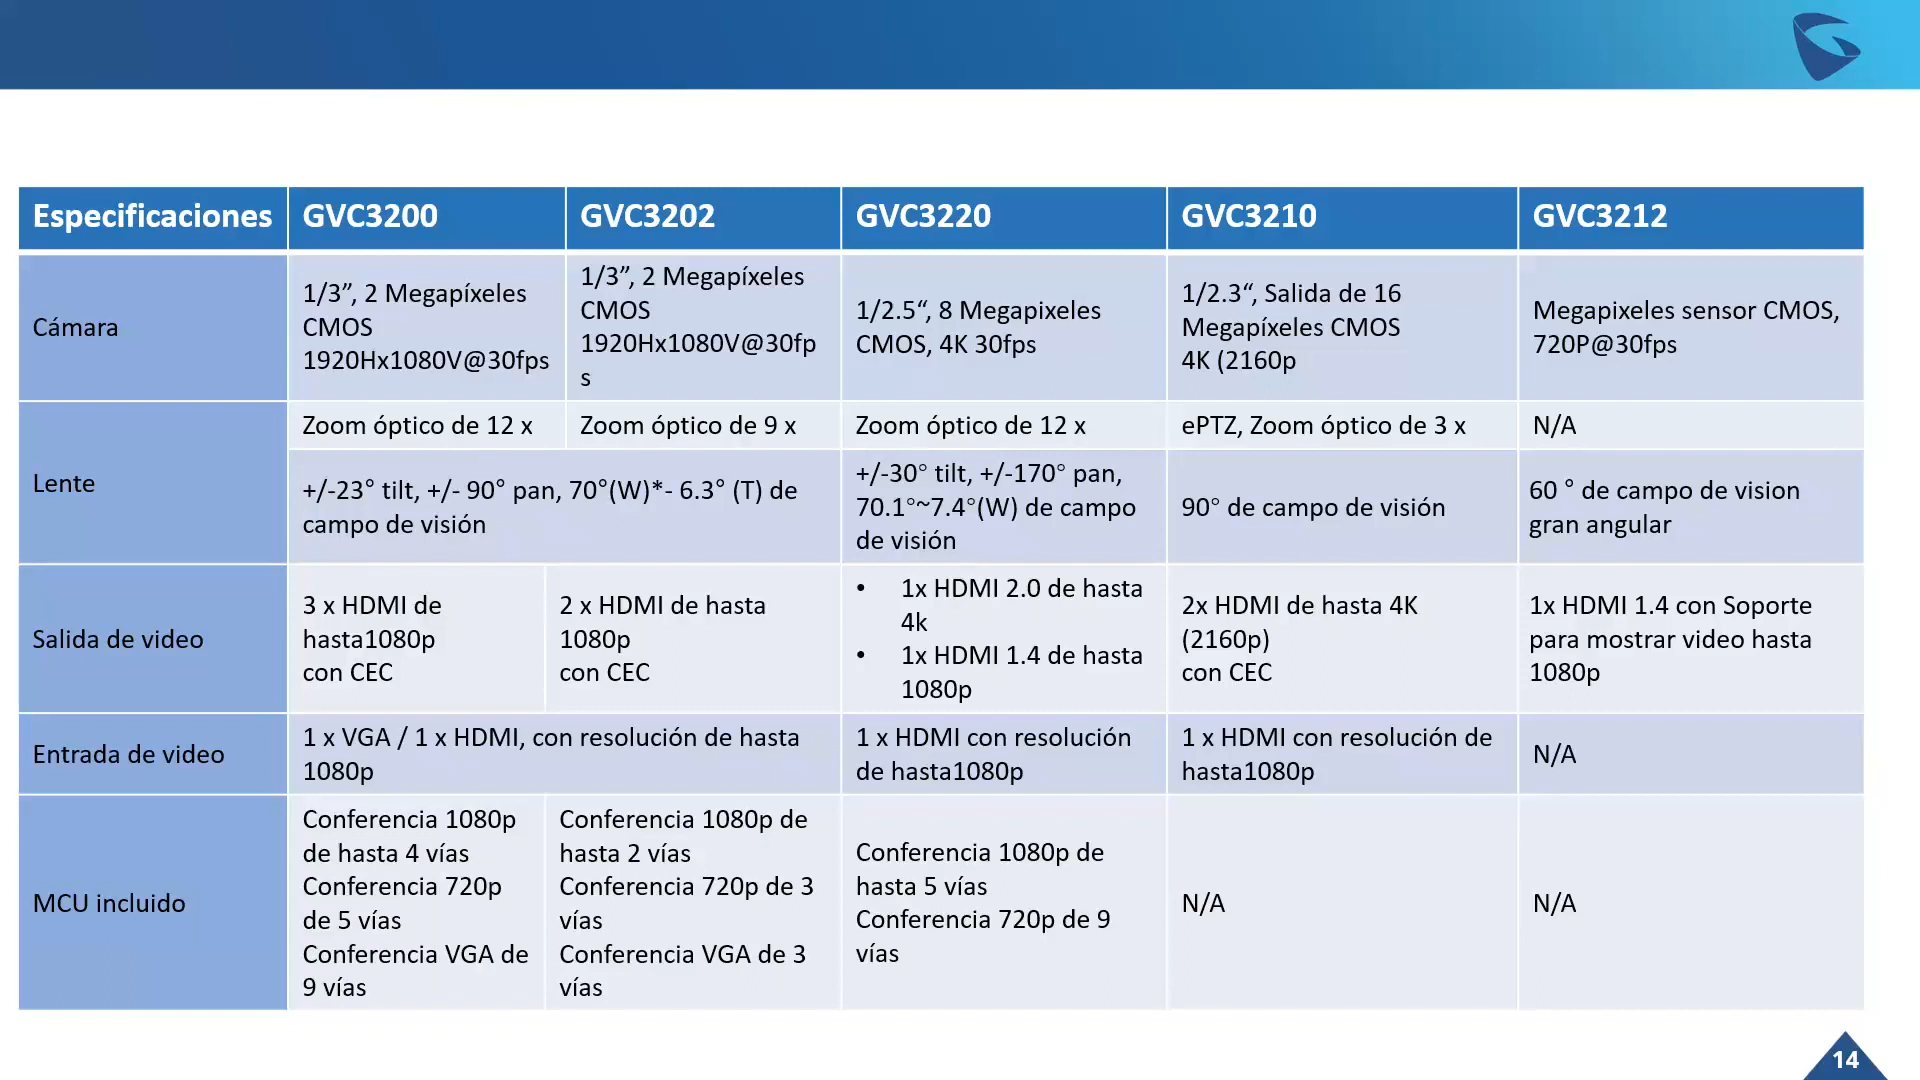 Especificaciones
GVC3200
GVC3202
GVC3220
GVC3210
GVC3212
Cámara
1/3”, 2 Megapíxeles
CMOS
1920Hx1080V@30fps
1/3”, 2 Megapíxeles
CMOS
1920Hx1080V@30fp
s
1/2.5“, 8 Megapixeles
CMOS, 4K 30fps
1/2.3“, Salida de 16
Megapíxeles CMOS
4K (2160p
Megapixeles sensor CMOS,
720P@30fps
Lente
Zoom óptico de 12 x
Zoom óptico de 9 x
Zoom óptico de 12 x
ePTZ, Zoom óptico de 3 x
N/A
+/-23° tilt, +/- 90° pan, 70°(W)*- 6.3° (T) de
campo de visión
+/-30° tilt, +/-170° pan,
70.1°~7.4°(W) de campo
de visión
90° de campo de visión
60 ° de campo de vision
gran angular
Salida de video
3 x HDMI de
hasta1080p
con CEC
2 x HDMI de hasta
1080p
con CEC
• 1x HDMI 2.0 de hasta
4k
• 1x HDMI 1.4 de hasta
1080p
2x HDMI de hasta 4K
(2160p)
con CEC
1x HDMI 1.4 con Soporte
para mostrar video hasta
1080p
Entrada de video
1 x VGA / 1 x HDMI, con resolución de hasta
1080p
1 x HDMI con resolución
de hasta1080p
1 x HDMI con resolución de
hasta1080p
N/A
MCU incluido
Conferencia 1080p
de hasta 4 vías
Conferencia 720p
de 5 vías
Conferencia VGA de
9 vías
Conferencia 1080p de
hasta 2 vías
Conferencia 720p de 3
vías
Conferencia VGA de 3
vías
Conferencia 1080p de
hasta 5 vías
Conferencia 720p de 9
vías
N/A
N/A
14